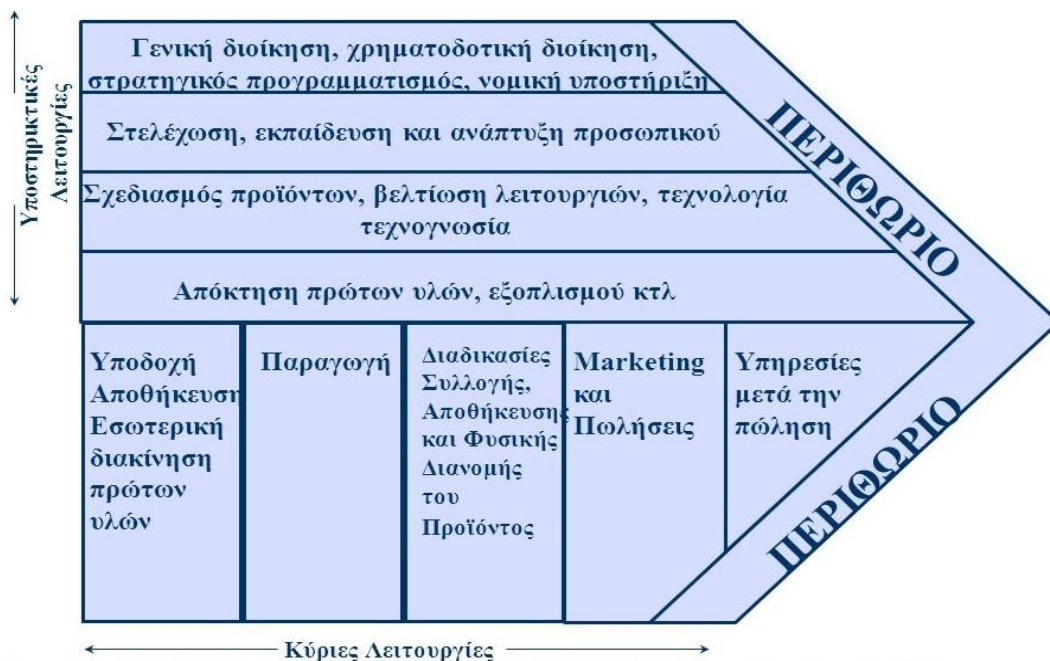 Υποστηρικτικές
Λειτουργίες
Γενική διοίκηση, χρηματοδοτική διοίκηση,
στρατηγικός προγραμματισμός, νομική υποστήριξη
Στελέχωση, εκπαίδευση και ανάπτυξη προσωπικού
Σχεδιασμός προϊόντων, βελτίωση λειτουργιών, τεχνολογία
τεχνογνωσία
Απόκτηση πρώτων υλών, εξοπλισμού κτλ
ΠΕΡΙΘΩΡΙΟ
Υποδοχή
Αποθήκευση
Εσωτερική
διακίνηση
πρώτων
υλών
Παραγωγή
Διαδικασίες
Συλλογής,
Αποθήκευσης
και Φυσικής
Διανομής
του
Προϊόντος
Marketing
και
Πωλήσεις
Υπηρεσίες
μετά την
πώληση
ΠΕΡΙΘΩΡΙΟ
Κύριες Λειτουργίες